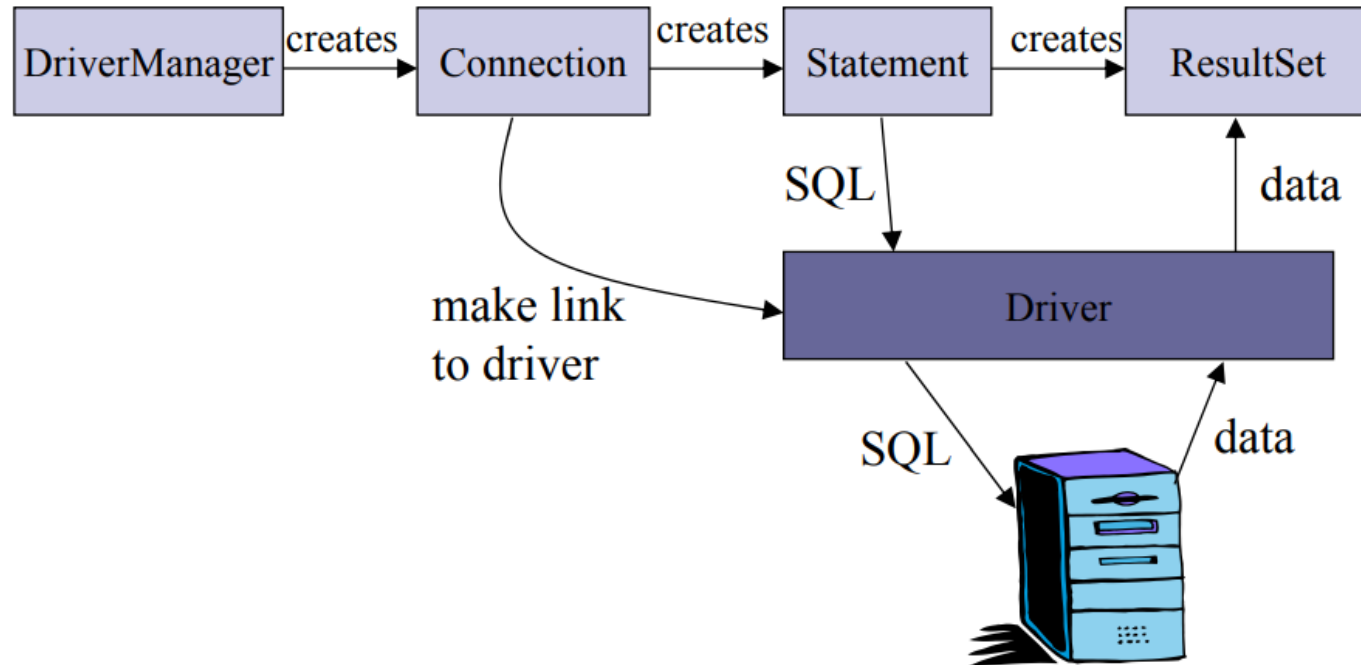 creates
creates
creates
DriverManager
Connection
Statement
ResultSet
SQL
data
make link
to driver
Driver
SQL
data